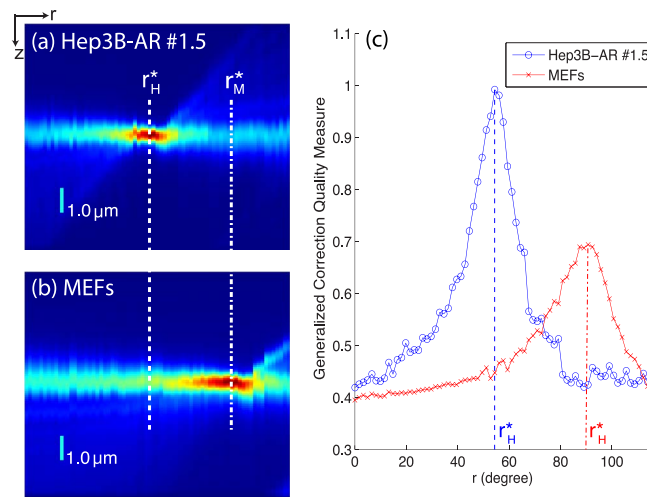 r
z
(a) Hep3B-AR #1.5
r*H
r*M
1.0 μm
(b) MEFs
1.0 μm
(c)
Hep3B-AR #1.5
MEFs
Generalized Correction Quality Measure
1.1
1
0.9
0.8
0.7
0.6
0.5
0.4
0.3
r*H
r*H
0 20 40 60 80 100
r (degree)